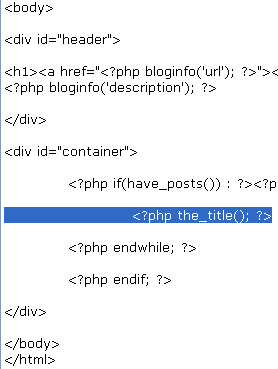 <body>
<div id="header">
<h1><a href="<?php bloginfo('url'); ?>"><
<?php bloginfo('description'); ?>
</div>
<div id="container">
<?php if(have_posts()) : ?><?p
<?php the_title(); ?>
<?php endwhile; ?>
<?php endif; ?>
</div>
</body>
</html>